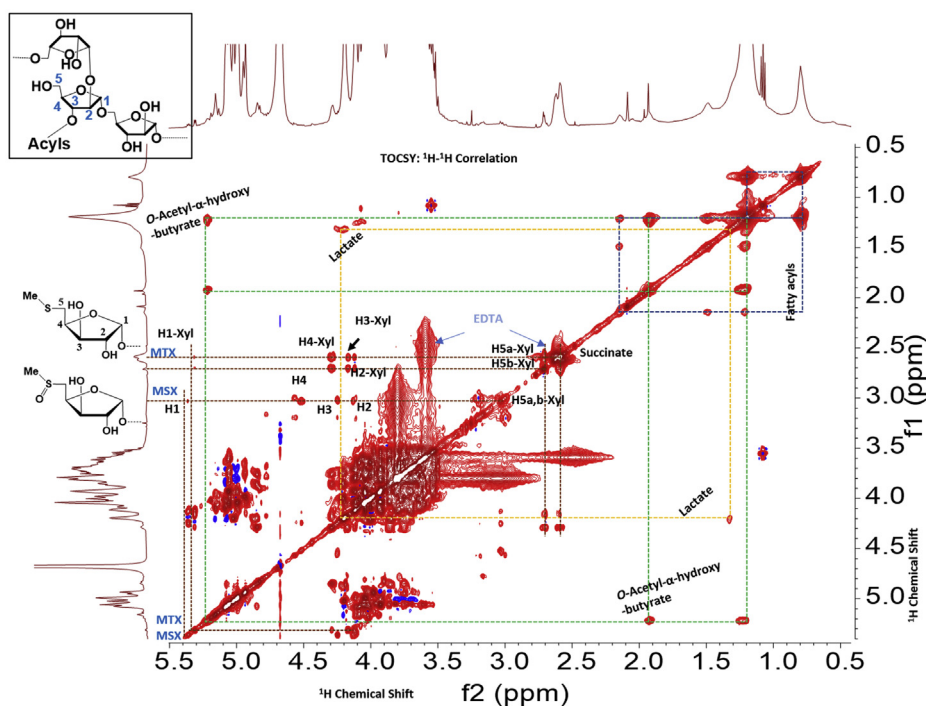 OH
HO
O
OH
O
O
5
HO
O
4
3
1
O
2
O
O
HO
OH
O
Acyls
OH
TOCSY: ¹H-¹H Correlation
0.5
O-Acetyl-α-hydroxy
-butyrate
1.0
Lactate
1.5
Fatty acyls
2.0
Me
S
5
HO
O
1
4
2
3
OH
O
H1-Xyl
MTX
H3-Xyl
H4-Xyl
EDTA
H5a-Xyl
Succinate
2.5
H2-Xyl
H5b-Xyl
Me
S
O
HO
O
OH
O
MSX
H1
H4
H3
H2
H5a,b-Xyl
3.0
f1 (ppm)
3.5
Lactate
4.0
4.5
O-Acetyl-α-hydroxy
-butyrate
5.0
¹H Chemical Shift
MTX
MSX
5.5 5.0 4.5 4.0 3.5 3.0 2.5 2.0 1.5 1.0 0.5
¹H Chemical Shift
f2 (ppm)